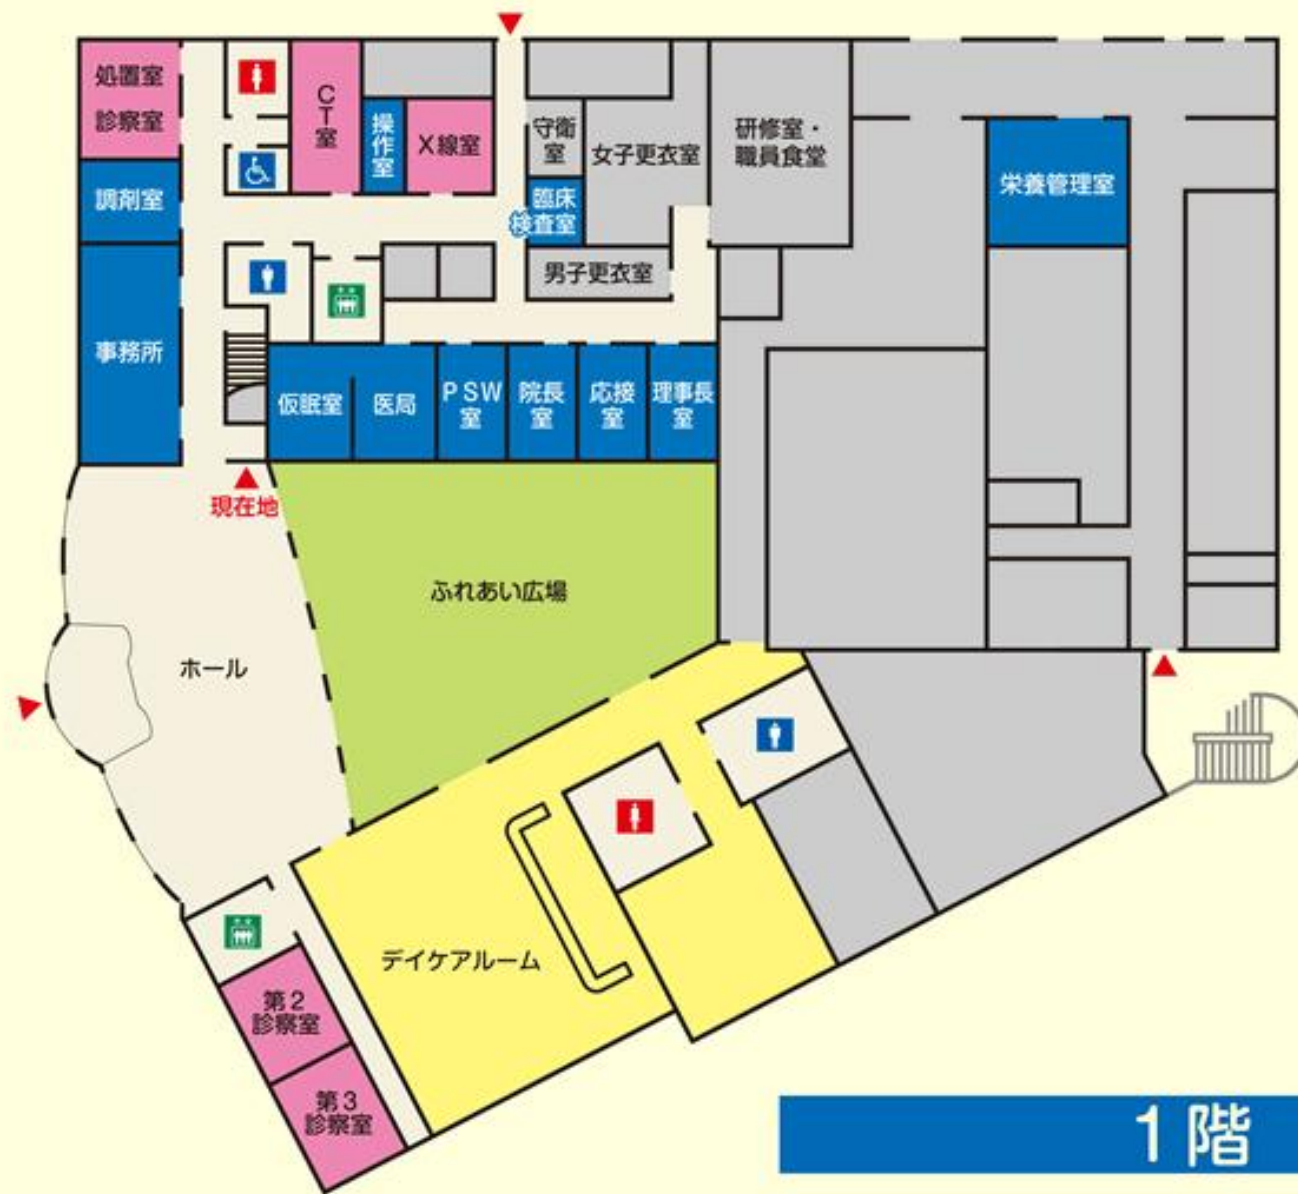 処置室
診察室
CT室
操作室
X線室
守衛
室
女子更衣室
研修室・
職員食堂
栄養管理室
調剤室
臨床
検査室
男子更衣室
事務所
仮眠室
医局
PSW
室
院長
室
応接
室
理事長
室
現在地
ふれあい広場
ホール
デイケアルーム
第2
診察室
第3
診察室
1階